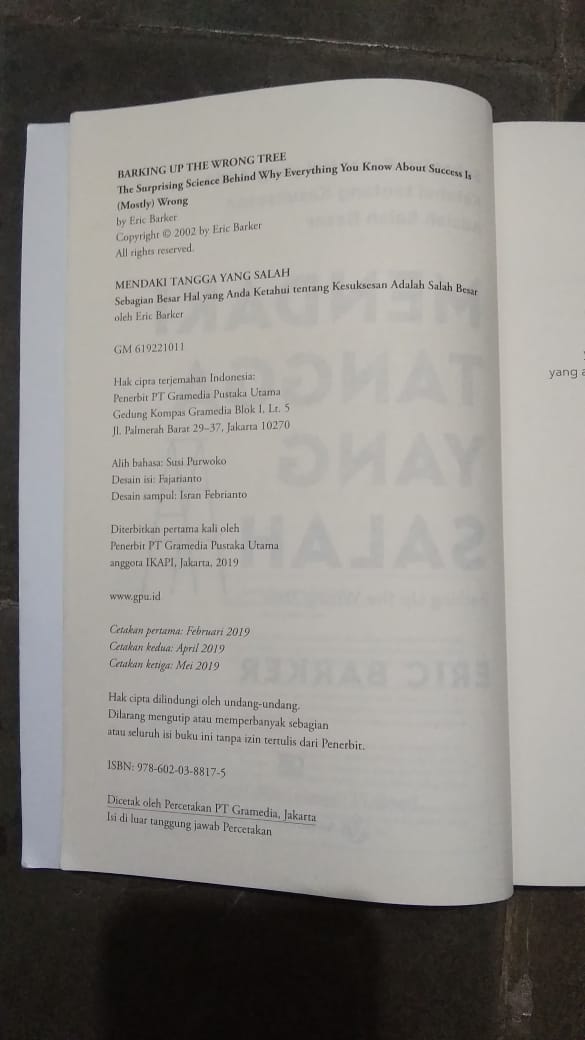 BARKING UP THE WRONG TREE
The Surprising Science Behind Why Everything You Know About Success Is
(Mostly) Wrong
by Eric Barker
Copyright © 2002 by Eric Barker
All rights reserved.
MENDAKI TANGGA YANG SALAH
Sebagian Besar Hal yang Anda Ketahui tentang Kesuksesan Adalah Salah Besar
oleh Eric Barker
GM 619221011
Hak cipta terjemahan Indonesia:
Penerbit PT Gramedia Pustaka Utama
Gedung Kompas Gramedia Blok I, Lt. 5
Jl. Palmerah Barat 29–37, Jakarta 10270
Alih bahasa: Susi Purwoko
Desain isi: Fajarianto
Desain sampul: Isran Febrianto
Diterbitkan pertama kali oleh
Penerbit PT Gramedia Pustaka Utama
anggota IKAPI, Jakarta, 2019
www.gpu.id
Cetakan pertama: Februari 2019
Cetakan kedua: April 2019
Cetakan ketiga: Mei 2019
Hak cipta dilindungi oleh undang-undang.
Dilarang mengutip atau memperbanyak sebagian
atau seluruh isi buku ini tanpa izin tertulis dari Penerbit.
ISBN: 978-602-03-8817-5
Dicetak oleh Percetakan PT Gramedia, Jakarta
Isi di luar tanggung jawab Percetakan
yang